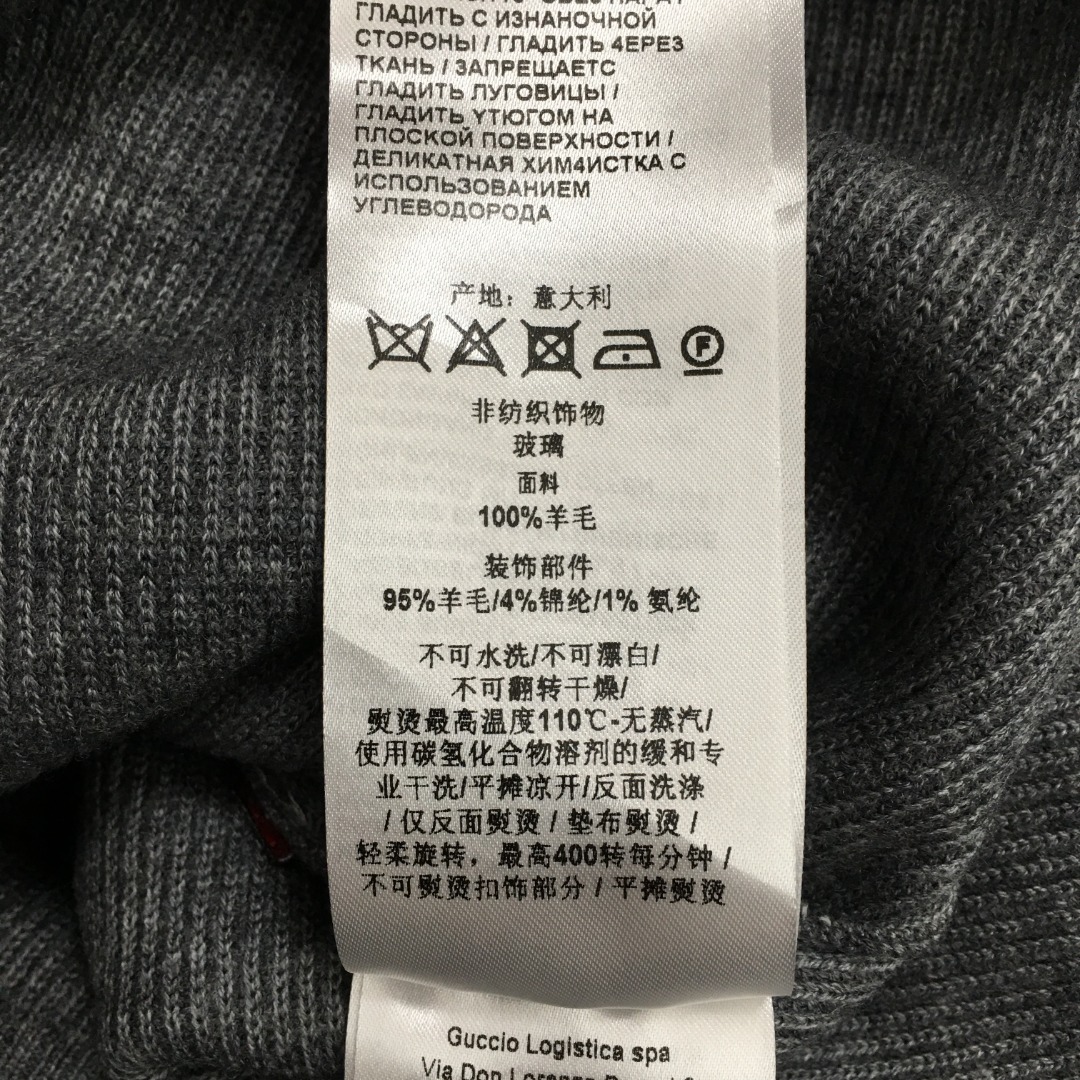 ГЛАДИТЬ С ИЗНАНОЧНОЙ
СТОРОНЫ / ГЛАДИТЬ 4ЕРЕЗ
ТКАНЬ / ЗАПРЕЩАЕТС
ГЛАДИТЬ ЛУГОВИЦЫ /
ГЛАДИТЬ YТЮГОМ НА
ПЛОСКОЙ ПОВЕРХНОСТИ /
ДЕЛИКАТНАЯ ХИМ4ИСТКА С
ИСПОЛЬЗОВАНИЕМ
УГЛЕВОДОРОДА
产地：意大利
F
非纺织饰物
玻璃
面料
100%羊毛
装饰部件
95%羊毛/4%锦纶/1% 氨纶
不可水洗/不可漂白/
不可翻转干燥/
熨烫最高温度110℃-无蒸汽/
使用碳氢化合物溶剂的缓和专
业干洗/平摊凉开/反面洗涤
/ 仅反面熨烫 / 垫布熨烫 /
轻柔旋转，最高400转每分钟 /
不可熨烫扣饰部分 / 平摊熨烫
Guccio Logistica spa
Via Don Lorenzo